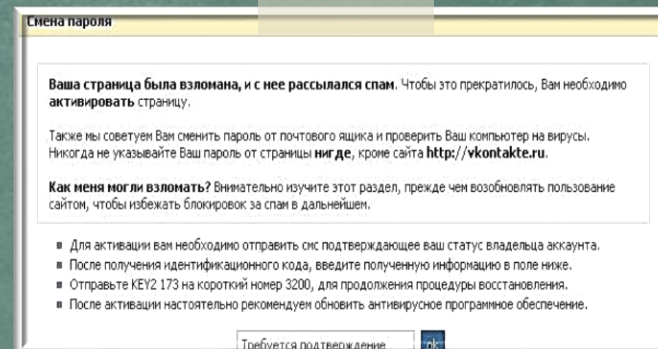 Смена пароля
Ваша страница была взломана, и с нее рассылался спам. Чтобы это прекратилось, Вам необходимо
активировать страницу.
Также мы советуем Вам сменить пароль от почтового ящика и проверить Ваш компьютер на вирусы.
Никогда не указывайте Ваш пароль от страницы нигде, кроме сайта http://vkontakte.ru.
Как меня могли взломать? Внимательно изучите этот раздел, прежде чем возобновлять пользование
сайтом, чтобы избежать блокировок за спам в дальнейшем.
Для активации вам необходимо отправить смс подтверждающее ваш статус владельца аккаунта.
После получения идентификационного кода, введите полученную информацию в поле ниже.
Отправьте KEY2 173 на короткий номер 3200, для продолжения процедуры восстановления.
После активации настоятельно рекомендуем обновить антивирусное программное обеспечение.
Требуется подтверждение ok